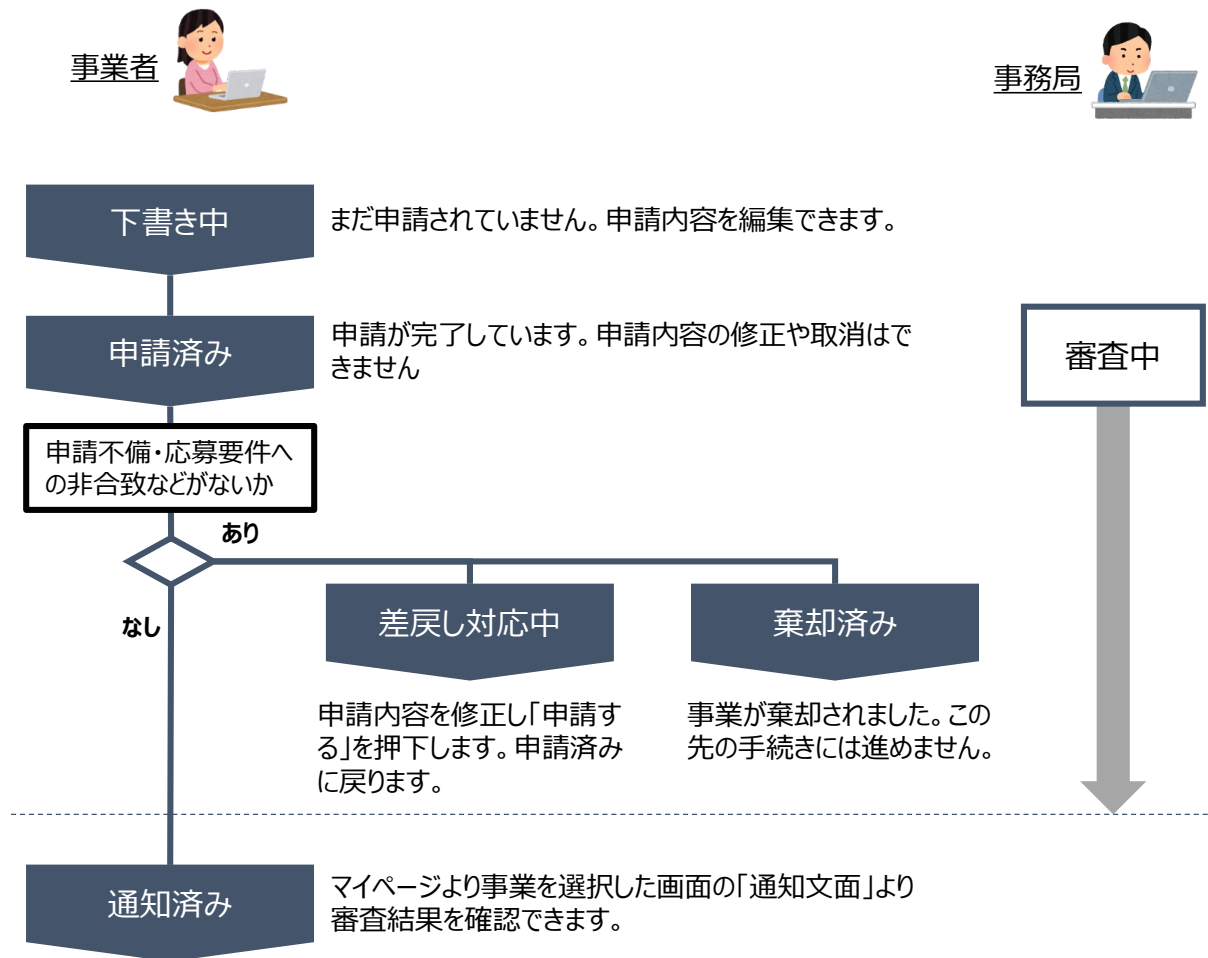 事業者
事務局
下書き中
まだ申請されていません。申請内容を編集できます。
申請済み
申請が完了しています。申請内容の修正や取消はで
きません
審査中
申請不備・応募要件へ
の非合致などがないか
あり
なし
差戻し対応中
棄却済み
申請内容を修正し「申請す
る」を押下します。申請済み
に戻ります。
事業が棄却されました。この
先の手続きには進めません。
通知済み
マイページより事業を選択した画面の「通知文面」より
審査結果を確認できます。